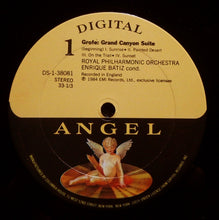 DIGITAL
1
Grofe: Grand Canyon Suite
(beginning) I. Sunrise • II. Painted Desert
III. On the Trail • IV. Sunset
ROYAL PHILHARMONIC ORCHESTRA
ENRIQUE BATIZ cond.
DS-1-38081
Recorded in England
Stereo
℗ 1984 EMI Records, Ltd., exclusive licensee
33-1/3
ANGEL